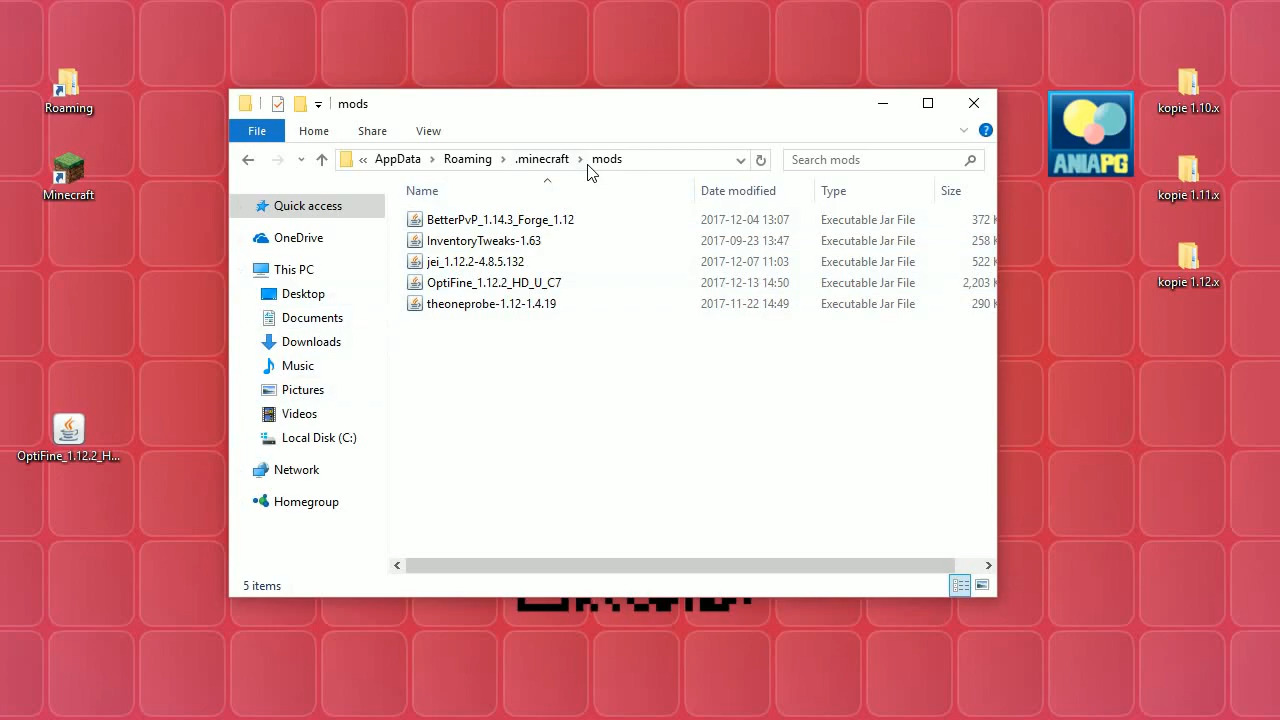 Roaming
Minecraft
OptiFine_1.12.2_H...
mods
File Home Share View
« AppData Roaming .minecraft mods
Search mods
Quick access
OneDrive
This PC
Desktop
Documents
Downloads
Music
Pictures
Videos
Local Disk (C:)
Network
Homegroup
Name Date modified Type Size
BetterPvP_1.14.3_Forge_1.12 2017-12-04 13:07 Executable Jar File 372 K
InventoryTweaks-1.63 2017-09-23 13:47 Executable Jar File 258 K
jei_1.12.2-4.8.5.132 2017-12-07 11:03 Executable Jar File 522 K
OptiFine_1.12.2_HD_U_C7 2017-12-13 14:50 Executable Jar File 2,203 K
theoneprobe-1.12-1.4.19 2017-11-22 14:49 Executable Jar File 290 K
5 items
ANIAPG
kopie 1.10.x
kopie 1.11.x
kopie 1.12.x